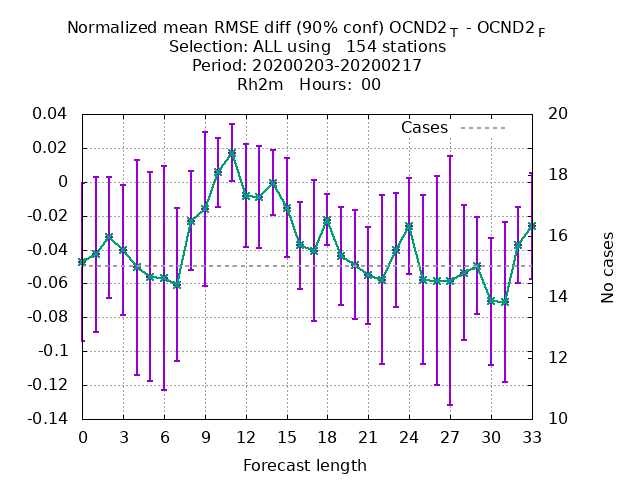 Normalized mean RMSE diff (90% conf) OCND2T - OCND2F
Selection: ALL using   154 stations
Period: 20200203-20200217
Rh2m   Hours:  00
Cases
0.04
0.02
0
-0.02
-0.04
-0.06
-0.08
-0.1
-0.12
-0.14
20
18
16
14
12
10
No cases
0 3 6 9 12 15 18 21 24 27 30 33
Forecast length